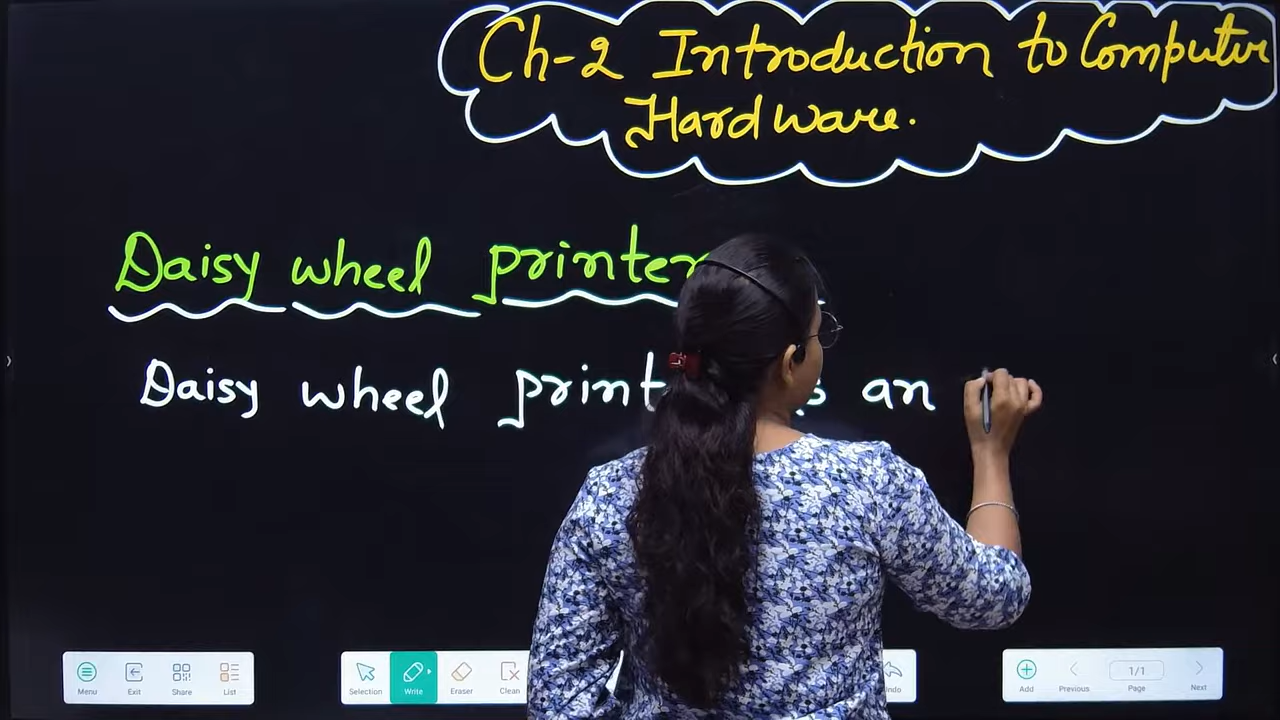 Ch-2 Introduction to Computer
Hardware.
Daisy wheel printer
Daisy wheel an
Menu Exit Share List Selection Write Eraser Clean Add Previous 1/1 Page Next